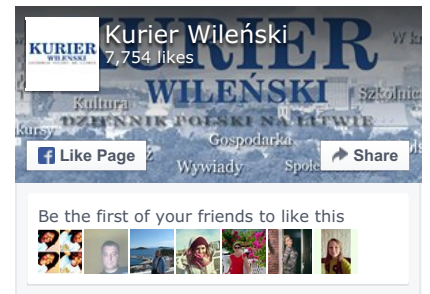 KURIER
WILEŃSKI
Kurier Wileński
7,754 likes
KURIER
WILEŃSKI
Kultura
Szkolnic
DZIENNIK POLSKI NA LITWIE
kursy
Gospodarka
Wywiady
Społe
Like Page
Share
Be the first of your friends to like this